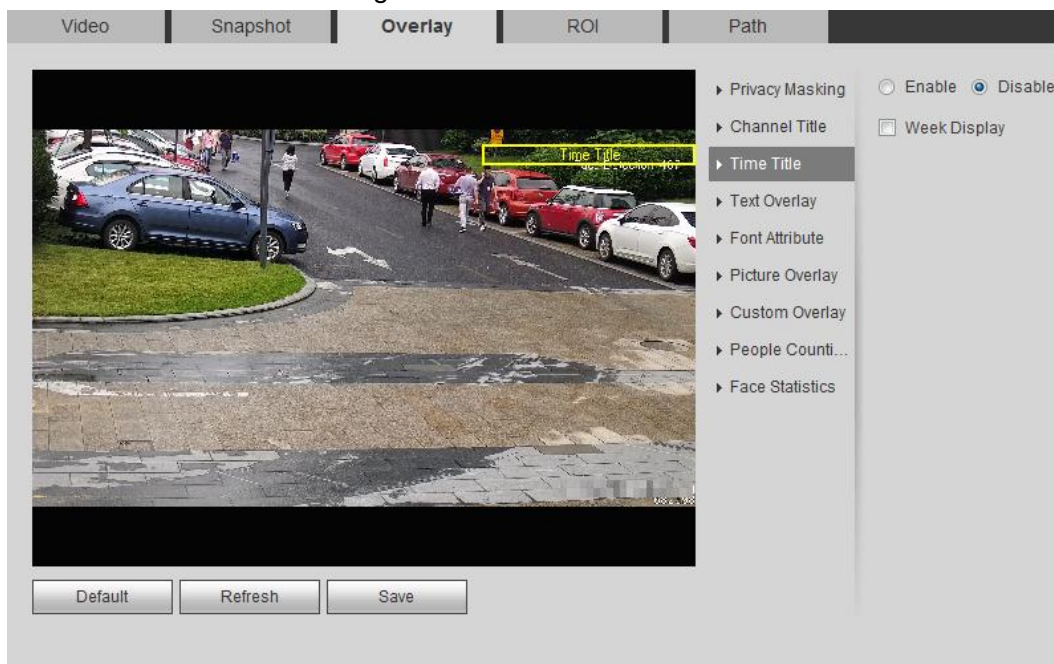 Video Snapshot Overlay ROI Path
Privacy Masking
Channel Title
Time Title
Text Overlay
Font Attribute
Picture Overlay
Custom Overlay
People Counti...
Face Statistics
Enable Disable
Week Display
Time Title
Default Refresh Save